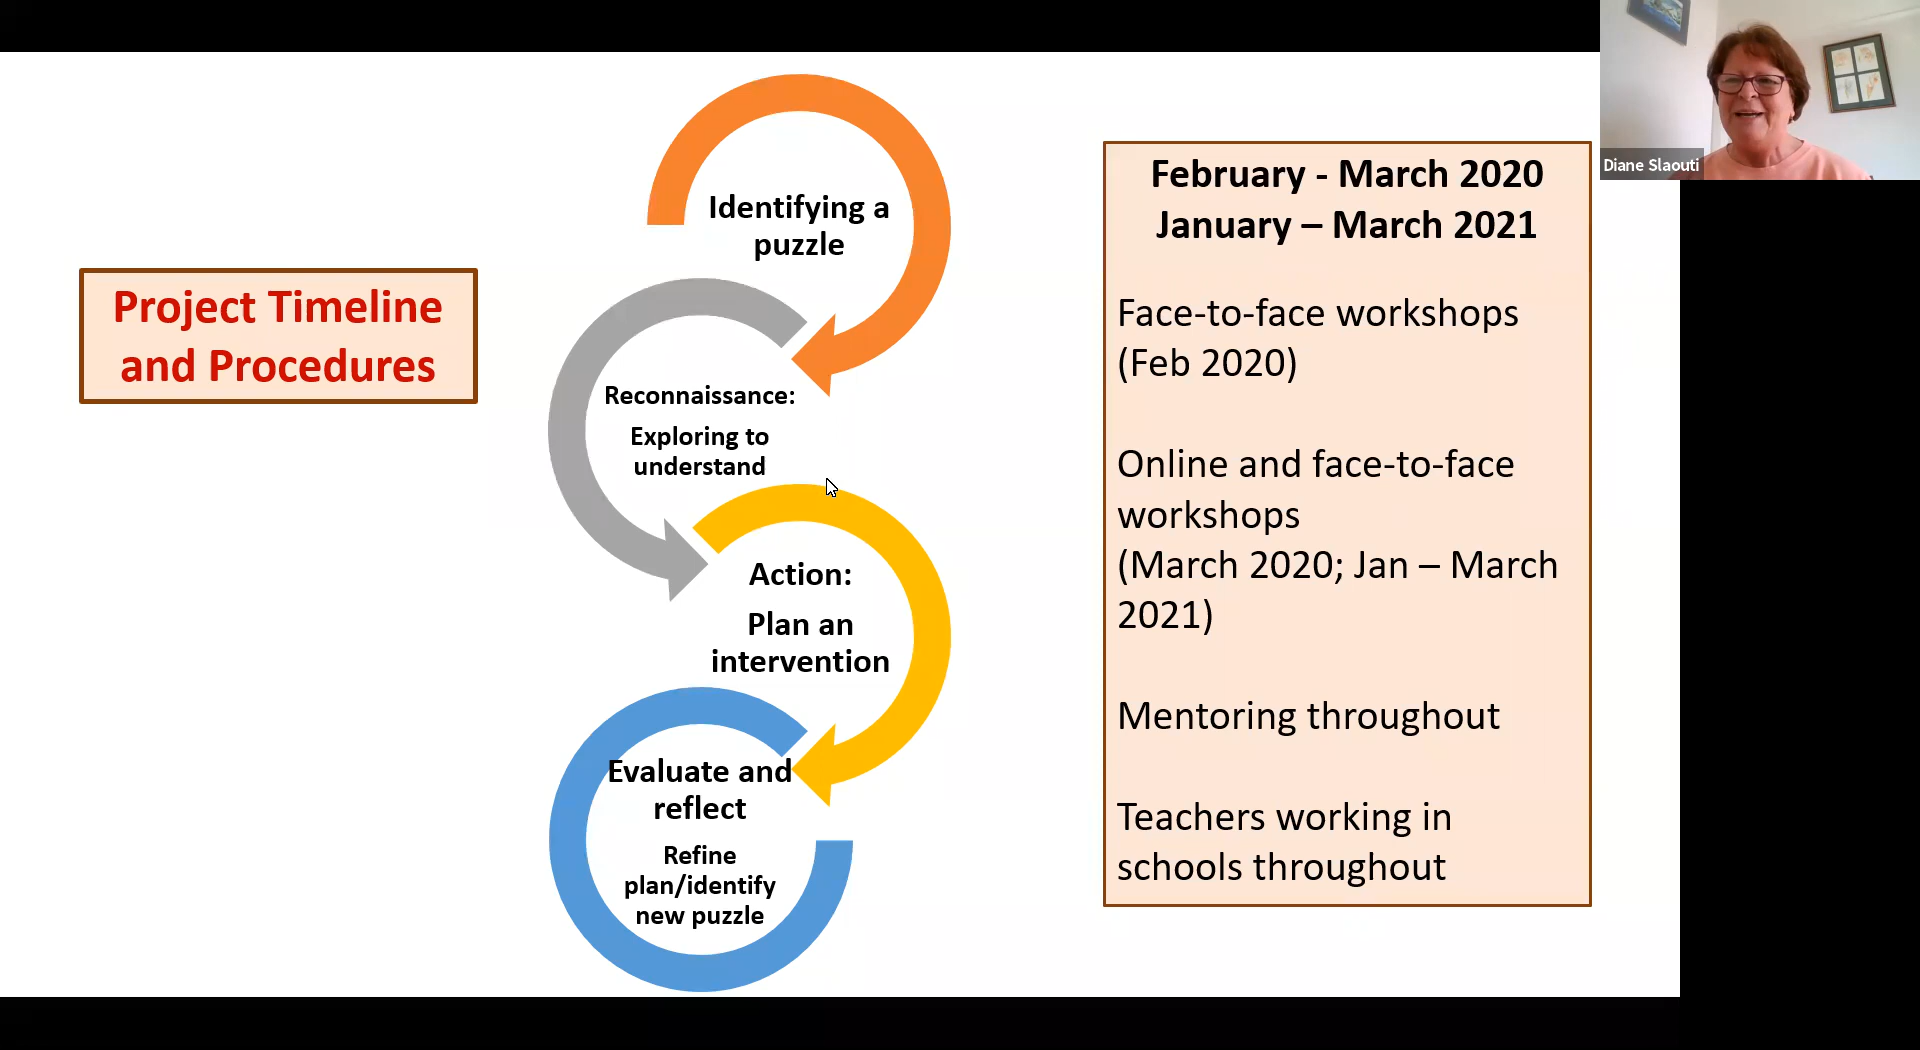 Project Timeline
and Procedures
Identifying a
puzzle
Reconnaissance:
Exploring to
understand
Action:
Plan an
intervention
Evaluate and
reflect
Refine
plan/identify
new puzzle
February - March 2020
January – March 2021
Face-to-face workshops
(Feb 2020)
Online and face-to-face
workshops
(March 2020; Jan – March
2021)
Mentoring throughout
Teachers working in
schools throughout
Diane Slaouti